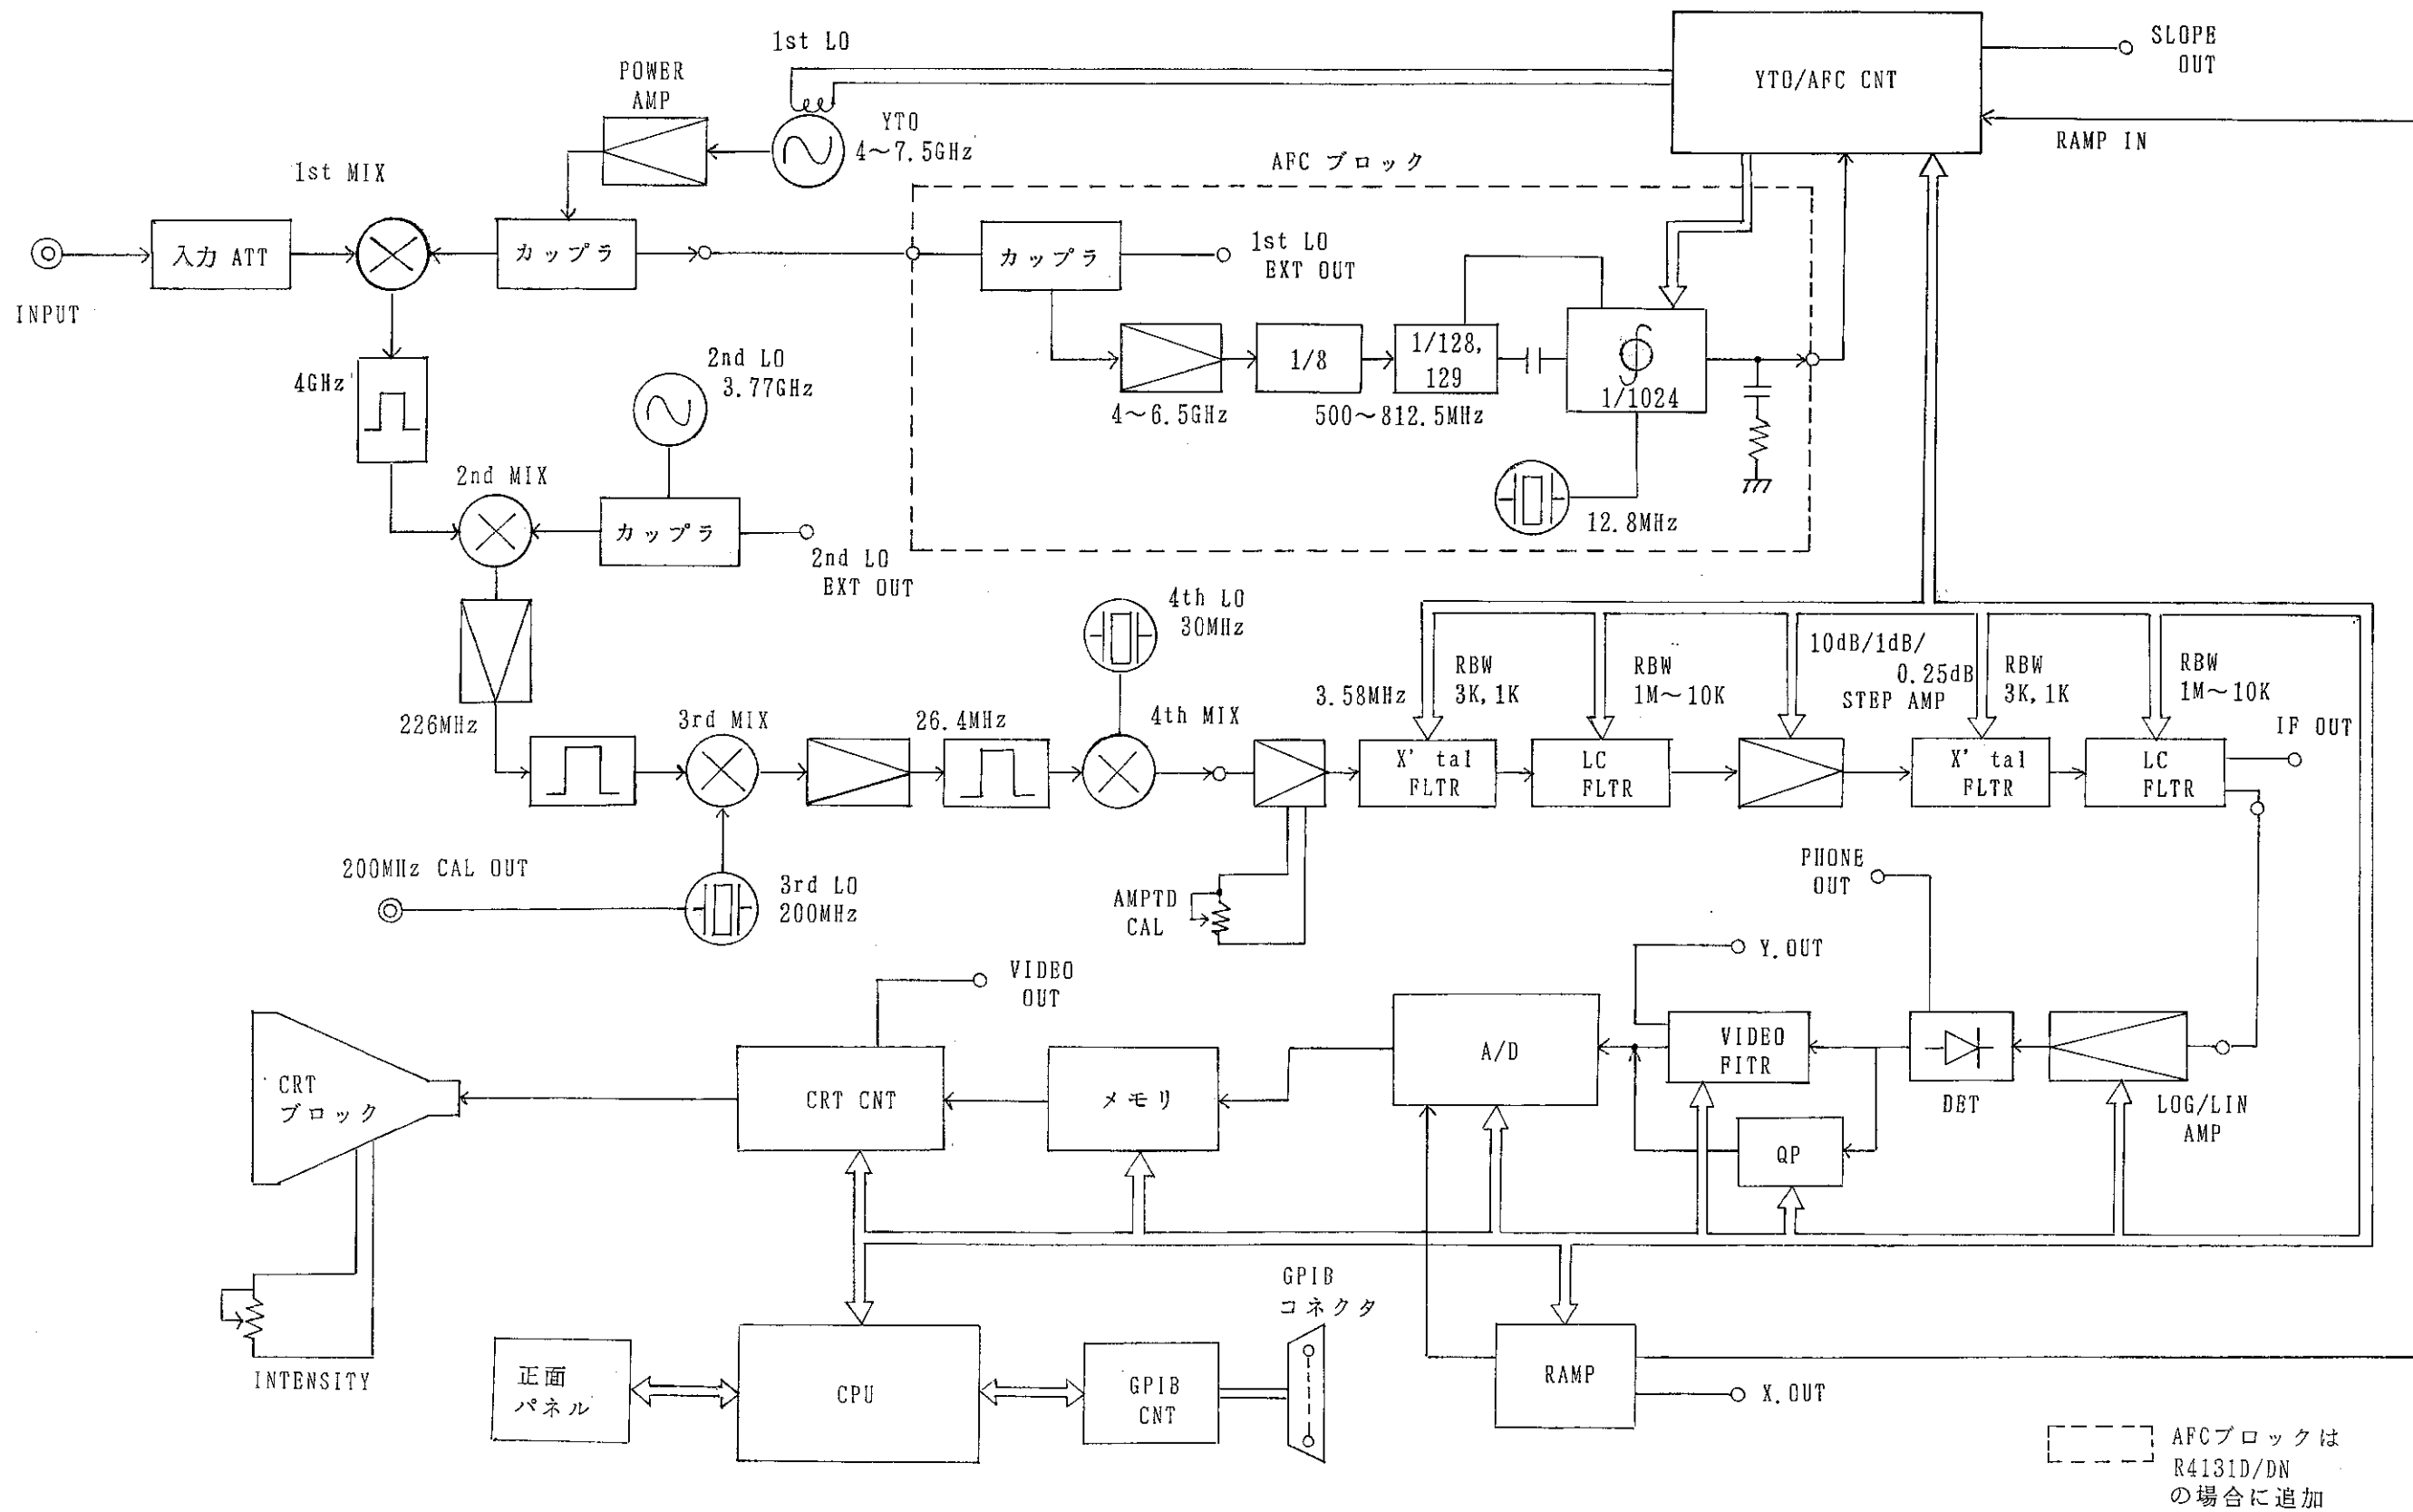 1st LO
SLOPE
OUT
POWER
AMP
YTO/AFC CNT
YTO
4～7.5GHz
RAMP IN
AFC ブロック
1st MIX
入力 ATT
カップラ
カップラ
1st LO
EXT OUT
INPUT
1/8
1/128,
129
1/1024
4～6.5GHz
500～812.5MHz
12.8MHz
4GHz
2nd LO
3.77GHz
2nd MIX
カップラ
2nd LO
EXT OUT
4th LO
30MHz
10dB/1dB/
0.25dB
STEP AMP
3.58MHz
RBW
3K,1K
RBW
1M～10K
RBW
3K,1K
RBW
1M～10K
226MHz
3rd MIX
26.4MHz
4th MIX
IF OUT
X'tal
FLTR
LC
FLTR
X'tal
FLTR
LC
FLTR
200MHz CAL OUT
3rd LO
200MHz
AMPTD
CAL
PHONE
OUT
Y.OUT
VIDEO
OUT
CRT
ブロック
CRT CNT
メモリ
A/D
VIDEO
FITR
DET
LOG/LIN
AMP
QP
INTENSITY
GPIB
コネクタ
正面
パネル
CPU
GPIB
CNT
RAMP
X.OUT
AFCブロックは
R4131D/DN
の場合に追加